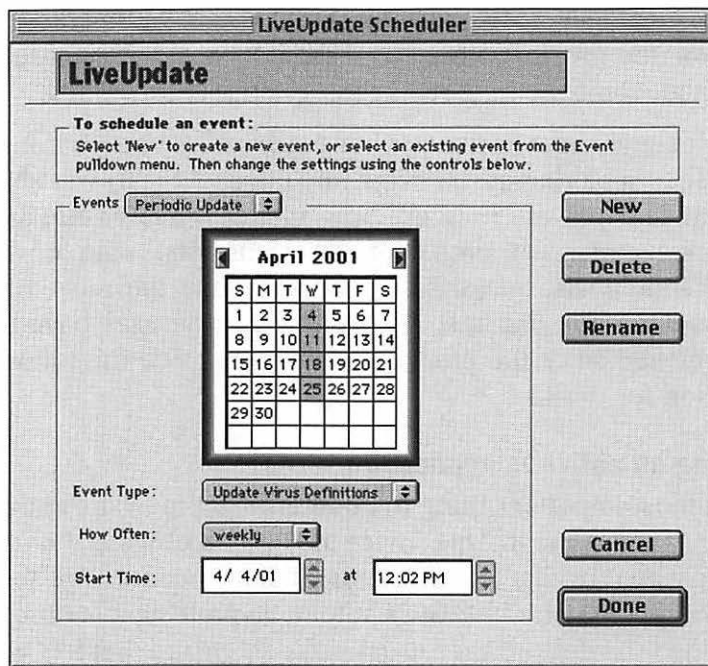 LiveUpdate Scheduler
LiveUpdate
To schedule an event:
Select 'New' to create a new event, or select an existing event from the Event
pulldown menu. Then change the settings using the controls below.
Events Periodic Update
New
Delete
Rename
April 2001
S M T W T F S
1 2 3 4 5 6 7
8 9 10 11 12 13 14
15 16 17 18 19 20 21
22 23 24 25 26 27 28
29 30
Event Type: Update Virus Definitions
How Often: weekly
Start Time: 4/ 4/01 at 12:02 PM
Cancel
Done